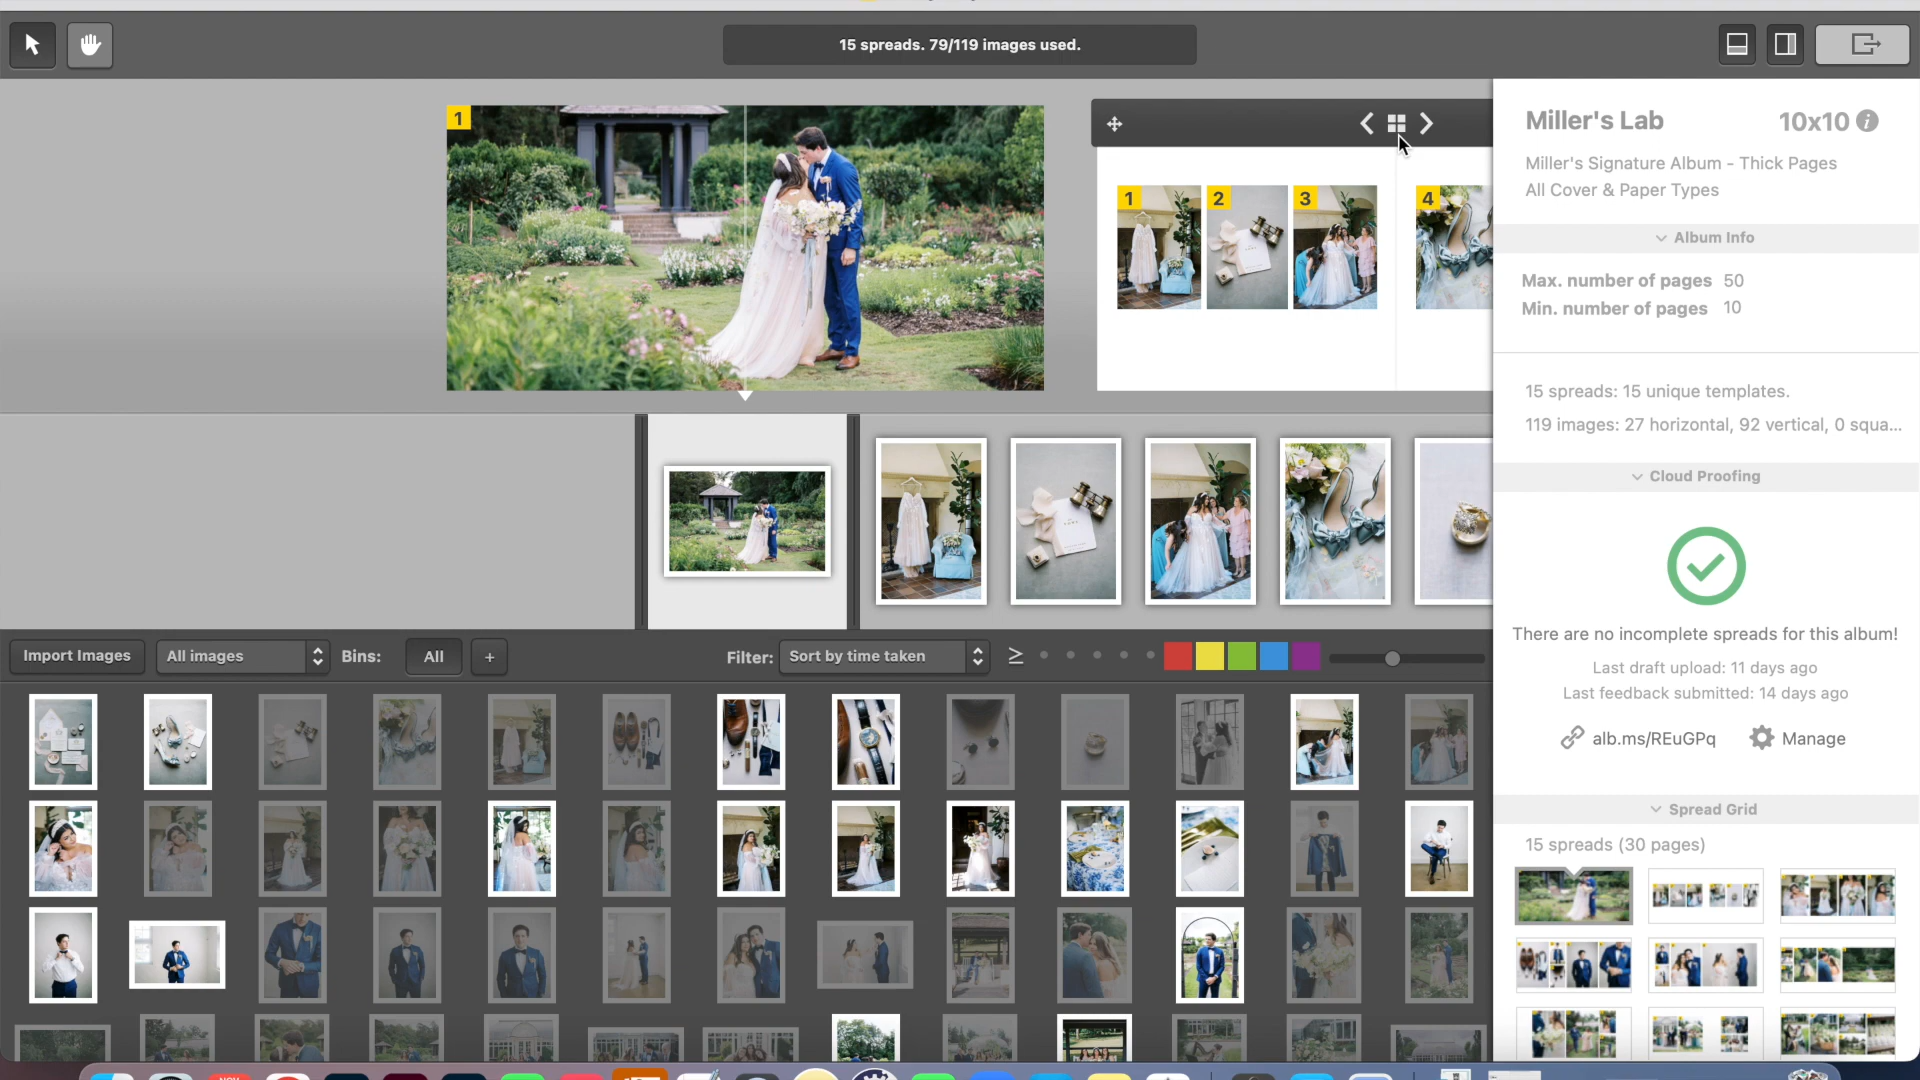 15 spreads. 79/119 images used.
1
1
2
3
4
Miller's Lab
10x10
Miller's Signature Album - Thick Pages
All Cover & Paper Types
Album Info
Max. number of pages 50
Min. number of pages 10
15 spreads: 15 unique templates.
119 images: 27 horizontal, 92 vertical, 0 squa...
Cloud Proofing
There are no incomplete spreads for this album!
Last draft upload: 11 days ago
Last feedback submitted: 14 days ago
alb.ms/REuGPq
Manage
Spread Grid
15 spreads (30 pages)
Import Images
All images
Bins:
All
+
Filter:
Sort by time taken
≥